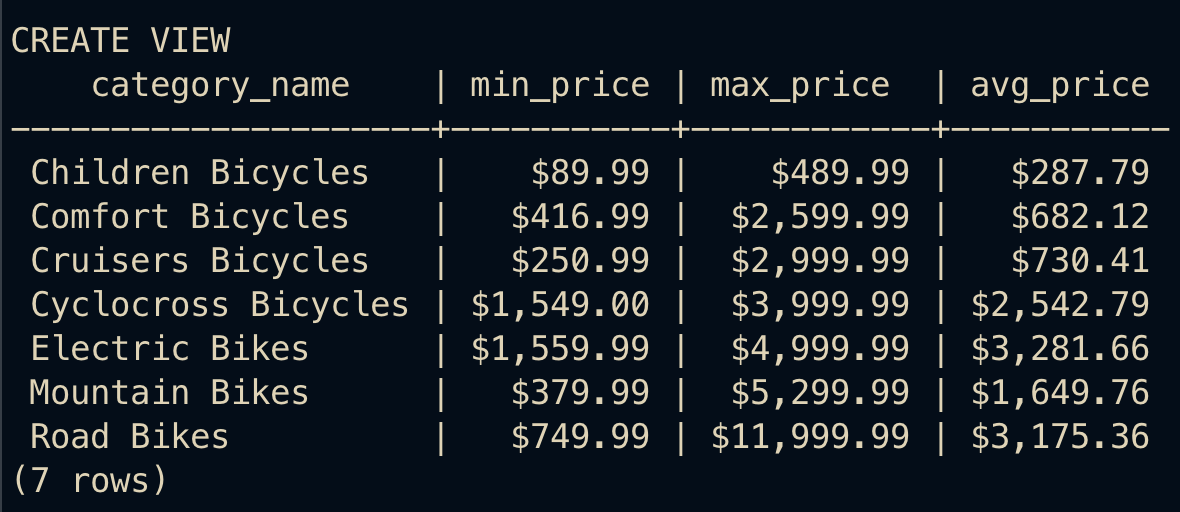 CREATE VIEW
    category_name    | min_price | max_price  | avg_price
---------------------+-----------+------------+-----------
 Children Bicycles   |    $89.99 |    $489.99 |   $287.79
 Comfort Bicycles    |   $416.99 |  $2,599.99 |   $682.12
 Cruisers Bicycles   |   $250.99 |  $2,999.99 |   $730.41
 Cyclocross Bicycles | $1,549.00 |  $3,999.99 | $2,542.79
 Electric Bikes      | $1,559.99 |  $4,999.99 | $3,281.66
 Mountain Bikes      |   $379.99 |  $5,299.99 | $1,649.76
 Road Bikes          |   $749.99 | $11,999.99 | $3,175.36
(7 rows)